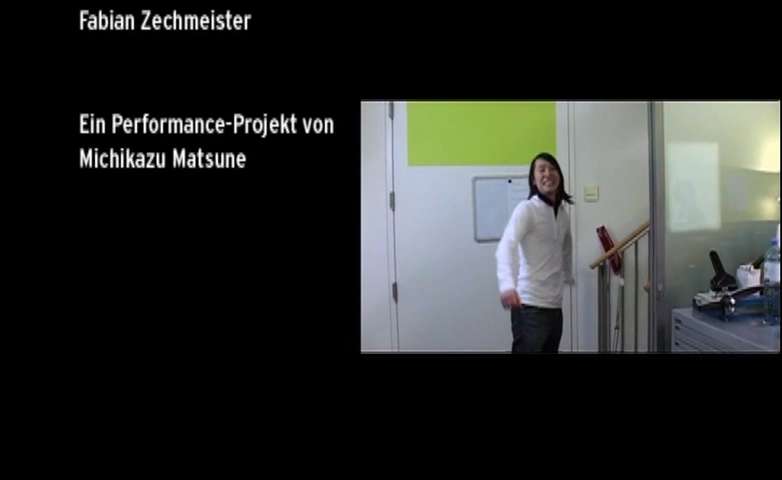 Fabian Zechmeister
Ein Performance-Projekt von
Michikazu Matsune